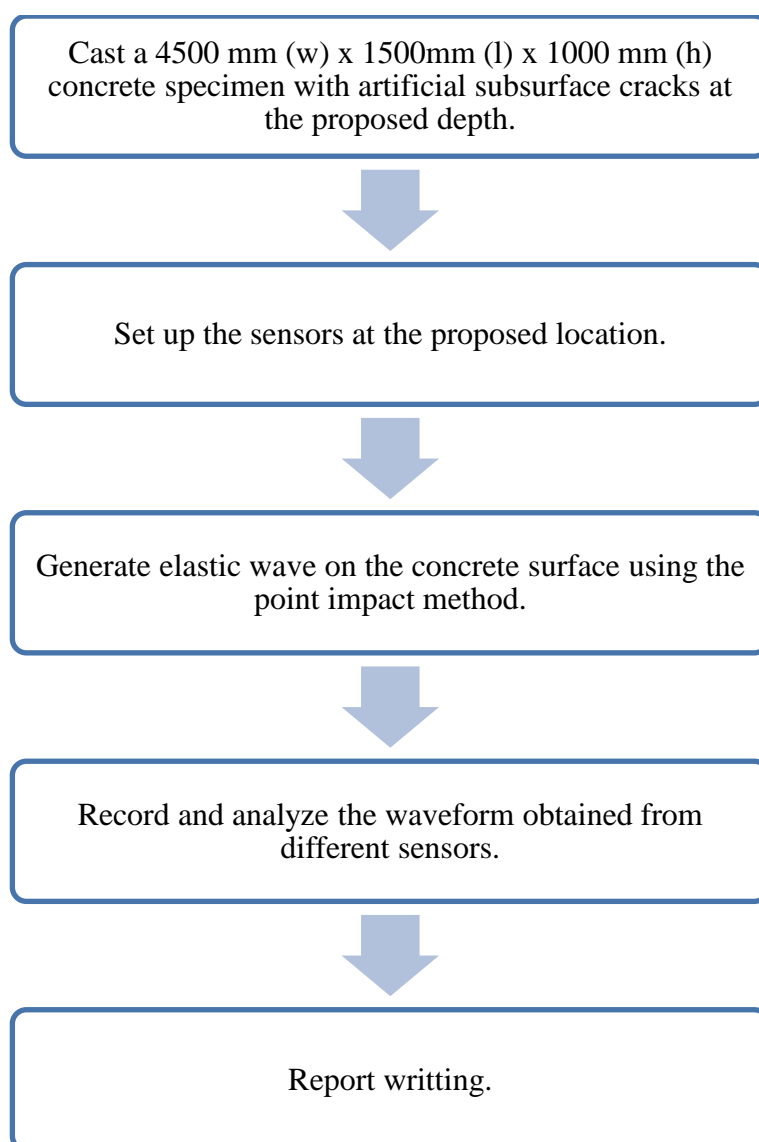 Cast a 4500 mm (w) x 1500mm (l) x 1000 mm (h)
concrete specimen with artificial subsurface cracks at
the proposed depth.
Set up the sensors at the proposed location.
Generate elastic wave on the concrete surface using the
point impact method.
Record and analyze the waveform obtained from
different sensors.
Report writting.